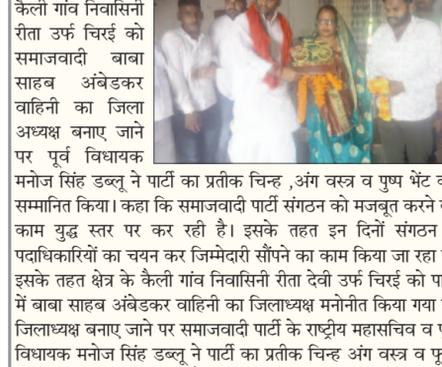 कैली गांव निवासिनी
रीता उर्फ चिरई को
समाजवादी बाबा
साहब अंबेडकर
वाहिनी का जिला
अध्यक्ष बनाए जाने
पर पूर्व विधायक
मनोज सिंह डब्लू ने पार्टी का प्रतीक चिन्ह ,अंग वस्त्र व पुष्प भेंट
सम्मानित किया। कहा कि समाजवादी पार्टी संगठन को मजबूत करने
काम युद्ध स्तर पर कर रही है। इसके तहत इन दिनों संगठन
पदाधिकारियों का चयन कर जिम्मेदारी सौंपने का काम किया जा रहा
इसके तहत क्षेत्र के कैली गांव निवासिनी रीता देवी उर्फ चिरई को
में बाबा साहब अंबेडकर वाहिनी का जिलाध्यक्ष मनोनीत किया गया
जिलाध्यक्ष बनाए जाने पर समाजवादी पार्टी के राष्ट्रीय महासचिव व
विधायक मनोज सिंह डब्लू ने पार्टी का प्रतीक चिन्ह अंग वस्त्र व